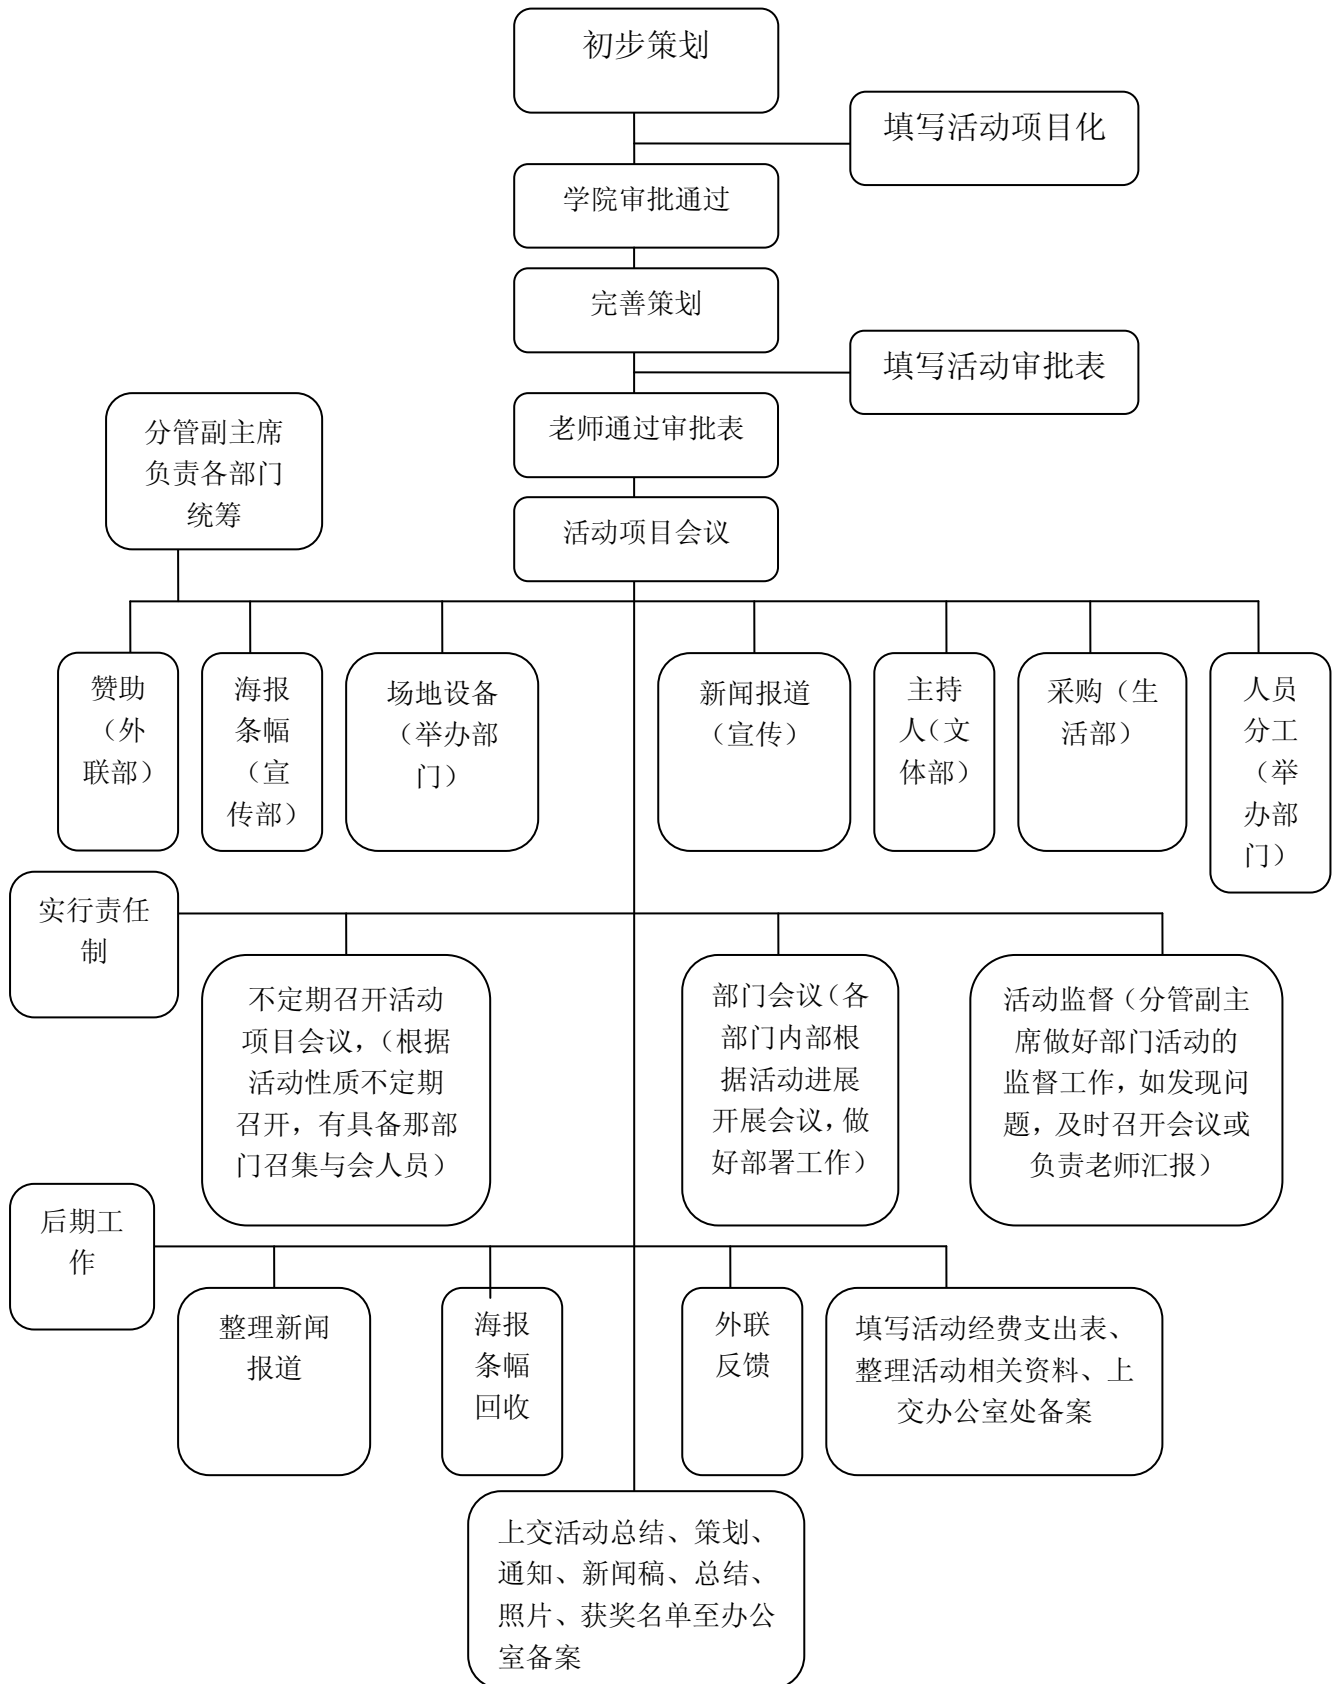 初步策划
填写活动项目化
学院审批通过
完善策划
填写活动审批表
老师通过审批表
分管副主席
负责各部门
统筹
活动项目会议
赞助
（外
联部）
海报
条幅
（宣
传部）
场地设备
（举办部
门）
新闻报道
（宣传）
主持
人（文
体部）
采购（生
活部）
人员
分工
（举
办部
门）
实行责任
制
不定期召开活动
项目会议，（根据
活动性质不定期
召开，有具备那部
门召集与会人员）
部门会议（各
部门内部根
据活动进展
开展会议，做
好部署工作）
活动监督（分管副主
席做好部门活动的
监督工作，如发现问
题，及时召开会议或
负责老师汇报）
后期工
作
整理新闻
报道
海报
条幅
回收
外联
反馈
填写活动经费支出表、
整理活动相关资料、上
交办公室处备案
上交活动总结、策划、
通知、新闻稿、总结、
照片、获奖名单至办公
室备案